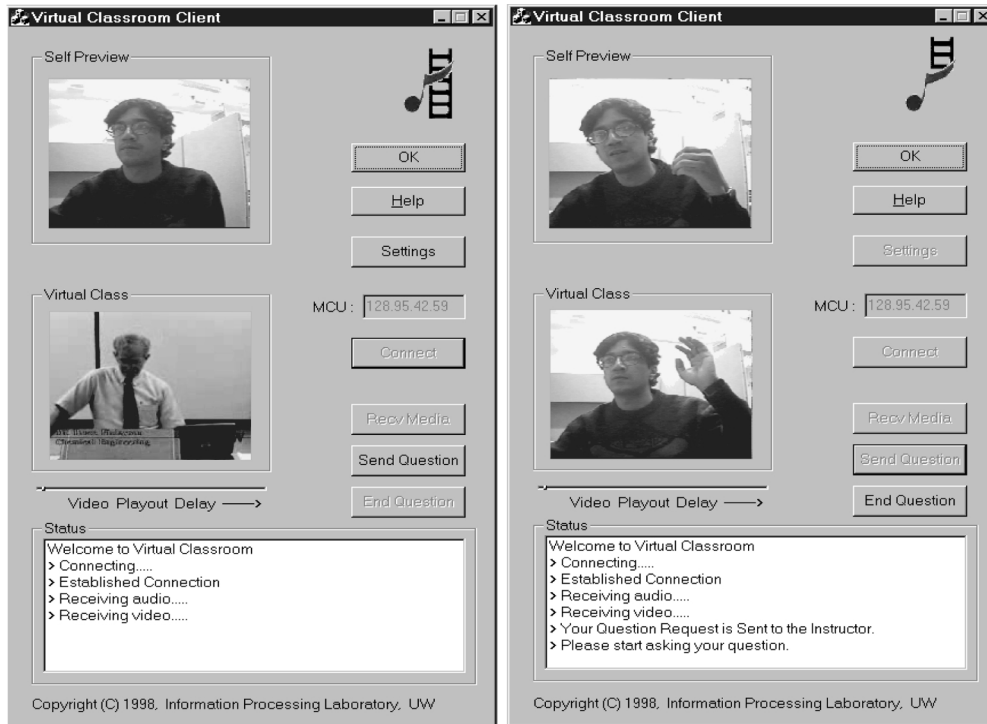 Virtual Classroom Client
Self Preview
OK
Help
Settings
Virtual Class
MCU : 128.95.42.59
Connect
Chemical Engineering
Recv Media
Send Question
Video Playout Delay
End Question
Status
Welcome to Virtual Classroom
> Connecting.....
> Established Connection
> Receiving audio.....
> Receiving video.....
Copyright (C) 1998, Information Processing Laboratory, UW
Virtual Classroom Client
Self Preview
OK
Help
Settings
Virtual Class
MCU : 128.95.42.59
Connect
Recv Media
Send Question
Video Playout Delay
End Question
Status
Welcome to Virtual Classroom
> Connecting.....
> Established Connection
> Receiving audio.....
> Receiving video.....
> Your Question Request is Sent to the Instructor.
> Please start asking your question.
Copyright (C) 1998, Information Processing Laboratory, UW